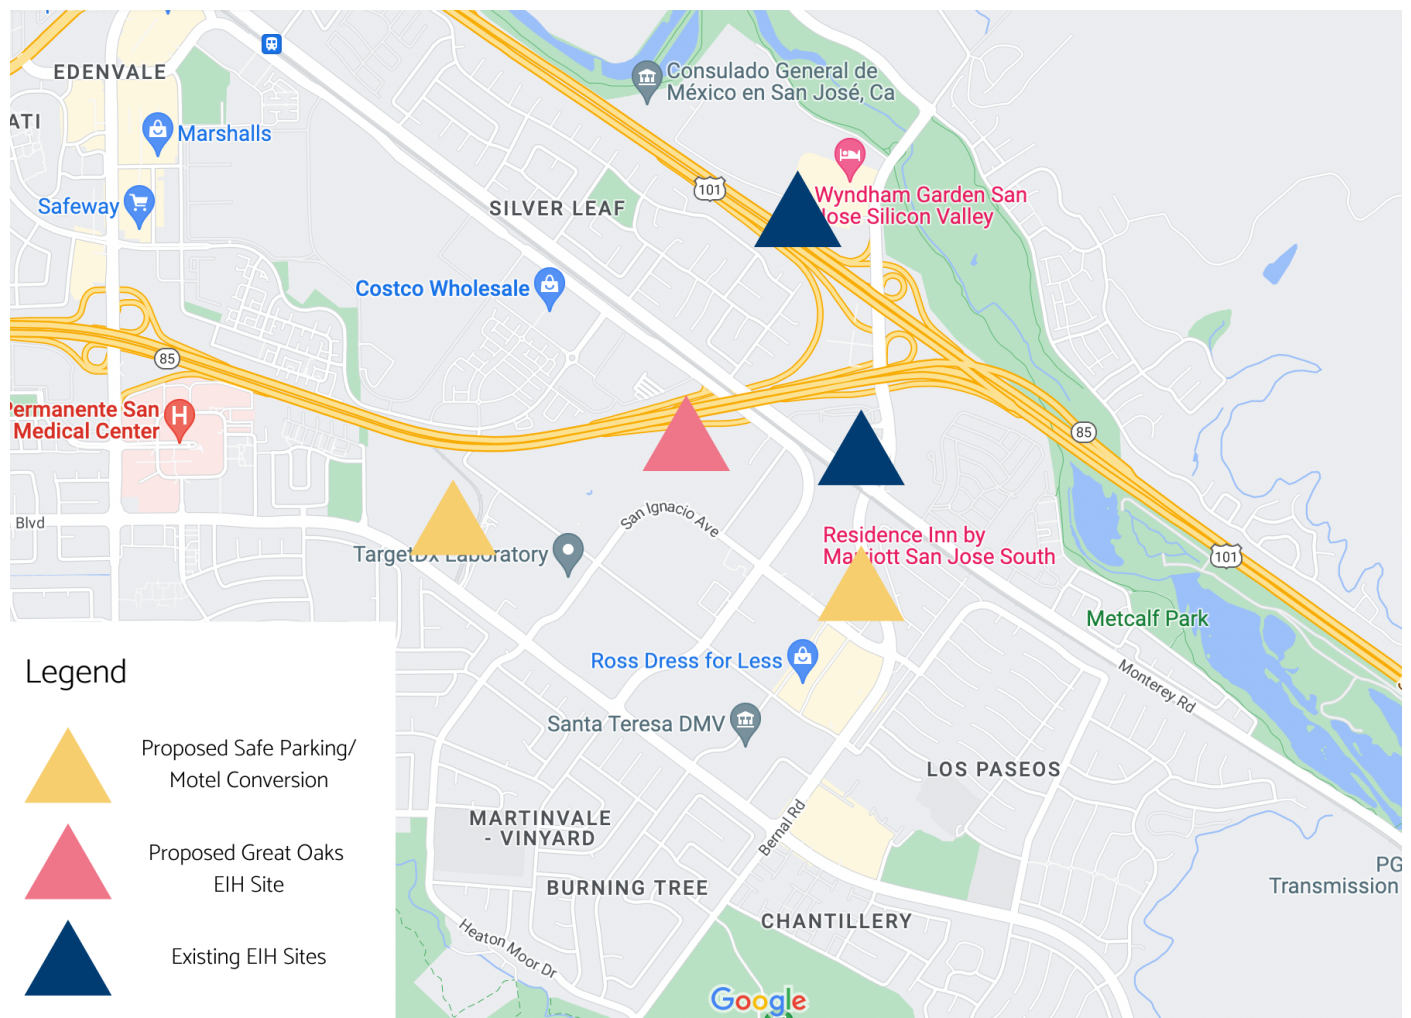 EDENVALE
Consulado General de
México en San José, Ca
ATI
Marshalls
101
Wyndham Garden San
Jose Silicon Valley
Safeway
SILVER LEAF
Costco Wholesale
85
Permanente San
Medical Center
85
San Ignacio Ave
Blvd
TargetDx Laboratory
Residence Inn by
Marriott San Jose South
101
Metcalf Park
Ross Dress for Less
Monterey Rd
Santa Teresa DMV
LOS PASEOS
MARTINVALE
- VINYARD
Bernal Rd
BURNING TREE
PG
Transmission
CHANTILLERY
Heaton Moor Dr
Google
Legend
Proposed Safe Parking/
Motel Conversion
Proposed Great Oaks
EIH Site
Existing EIH Sites